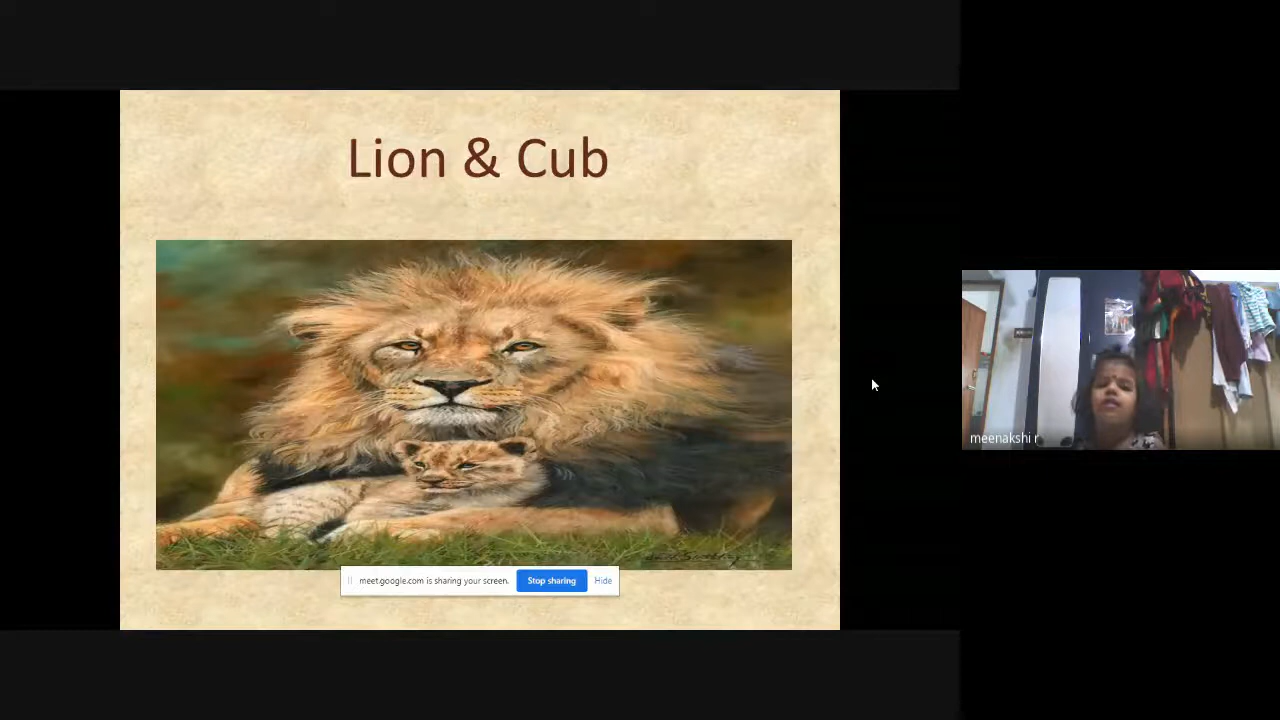 Lion & Cub
meet.google.com is sharing your screen. Stop sharing Hide
meenakshi r